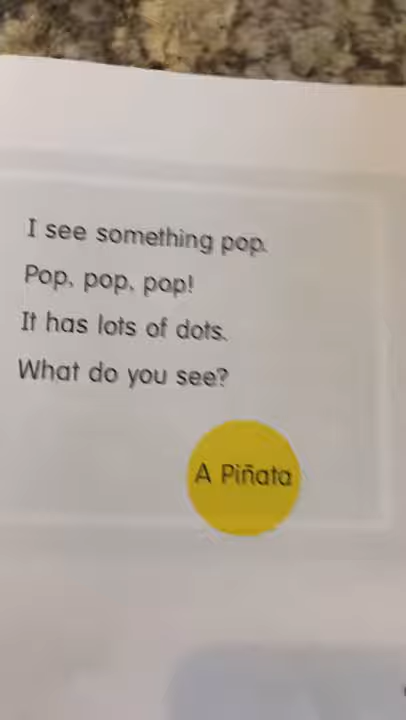 I see something pop.
Pop, pop, pop!
It has lots of dots.
What do you see?
A Piñata